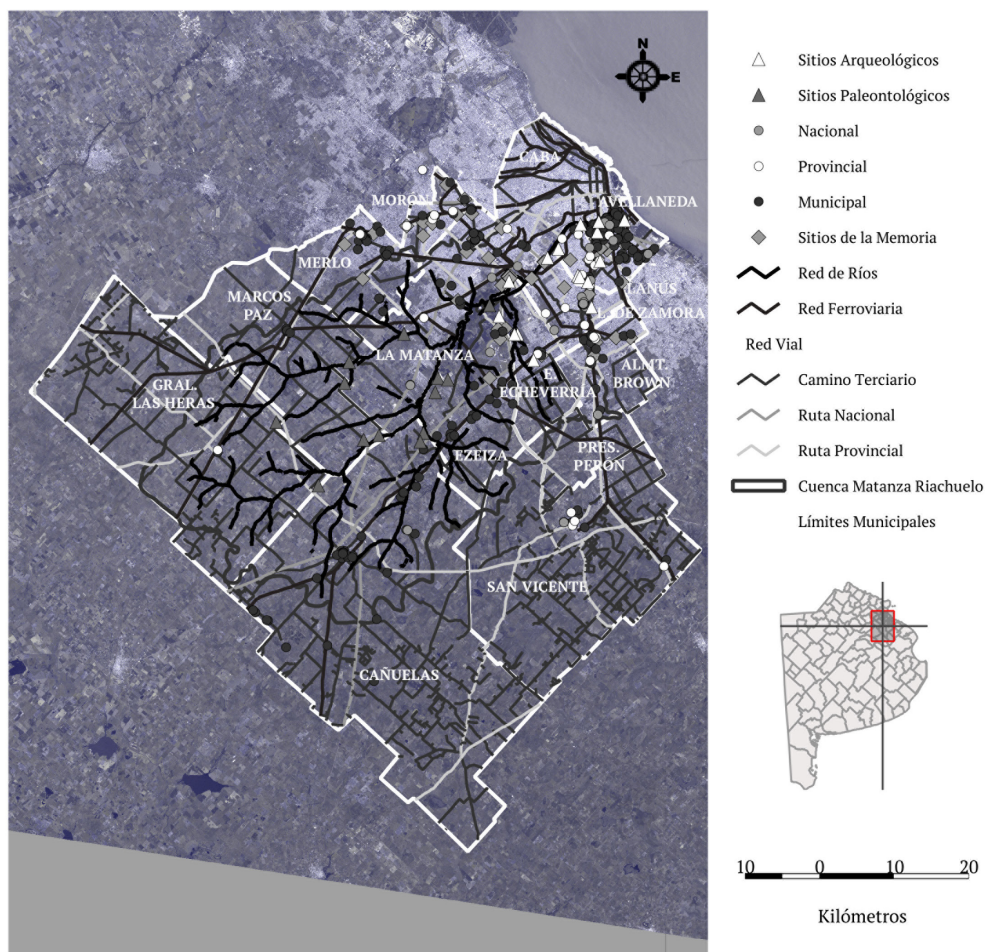 N
E
CABA
MORÓN
AVELLANEDA
MERLO
LANÚS
MARCOS
PAZ
L. DE ZAMORA
LA MATANZA
ALMT.
BROWN
GRAL.
LAS HERAS
E.
ECHEVERRÍA
EZEIZA
PRES.
PERÓN
SAN VICENTE
CAÑUELAS
Sitios Arqueológicos
Sitios Paleontológicos
Nacional
Provincial
Municipal
Sitios de la Memoria
Red de Ríos
Red Ferroviaria
Red Vial
Camino Terciario
Ruta Nacional
Ruta Provincial
Cuenca Matanza Riachuelo
Límites Municipales
10 0 10 20
Kilómetros